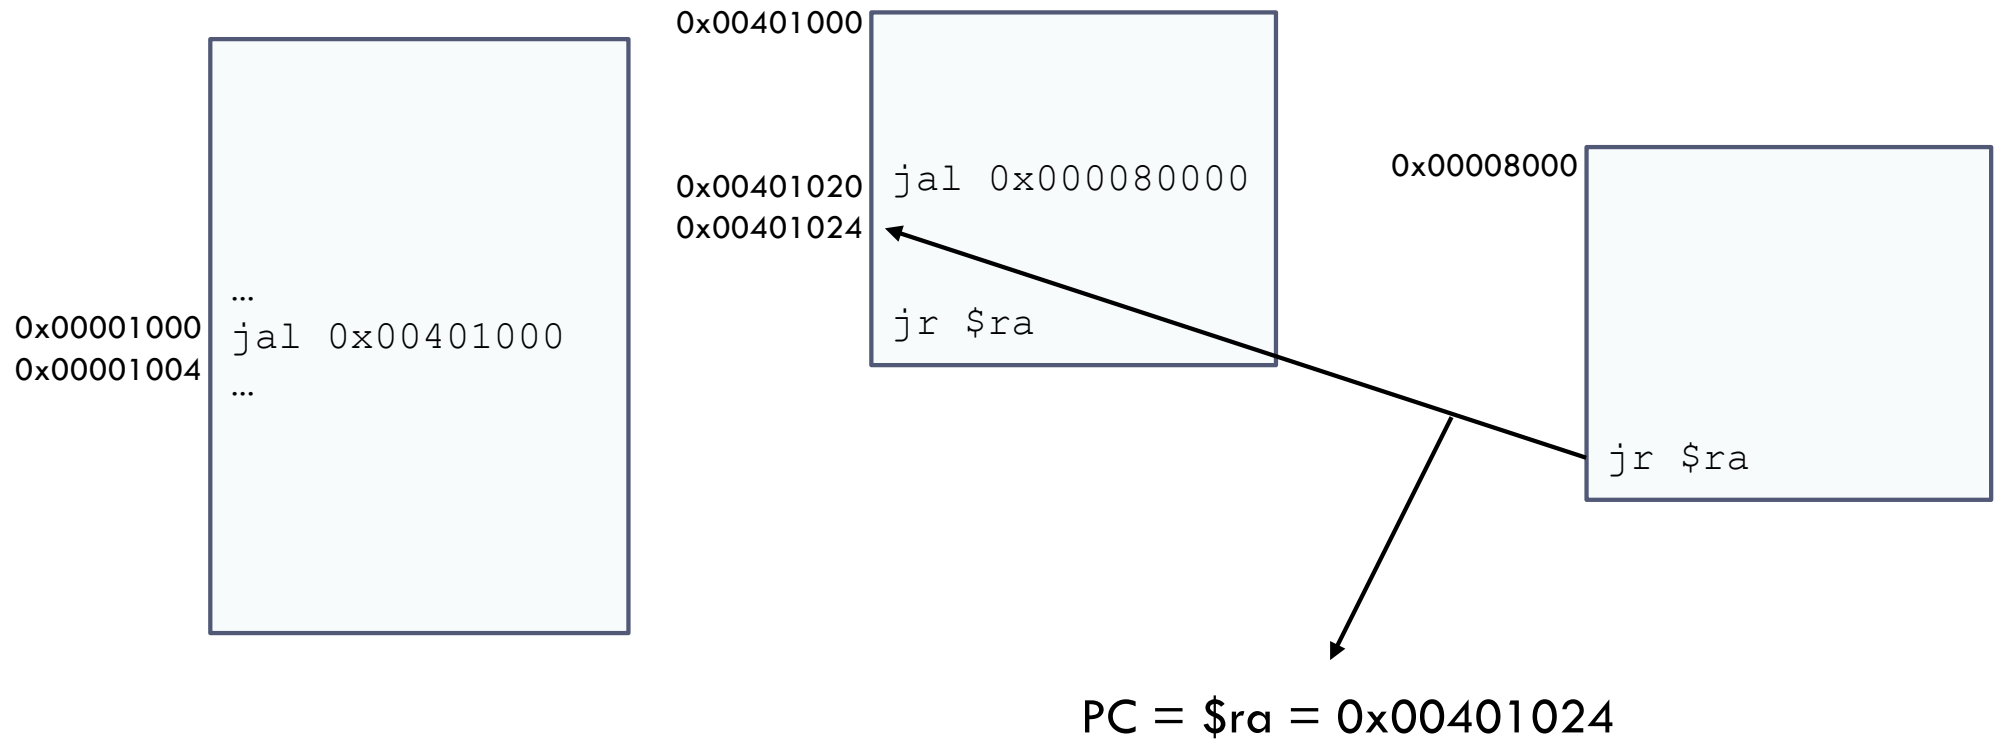 …
0x00001000 jal 0x00401000
0x00001004
…
0x00401000
0x00401020 jal 0x000080000
0x00401024
jr $ra
0x00008000
jr $ra
PC = $ra = 0x00401024